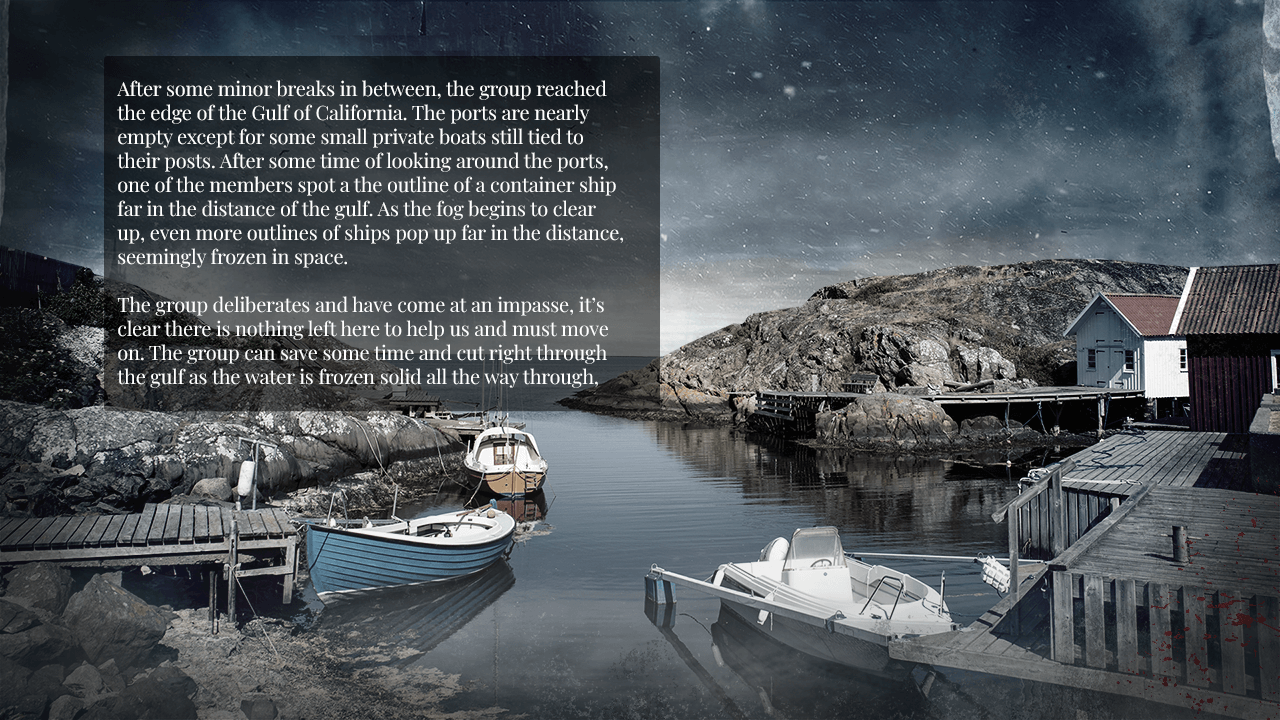 After some minor breaks in between, the group reached
the edge of the Gulf of California. The ports are nearly
empty except for some small private boats still tied to
their posts. After some time of looking around the ports,
one of the members spot a the outline of a container ship
far in the distance of the gulf. As the fog begins to clear
up, even more outlines of ships pop up far in the distance,
seemingly frozen in space.

The group deliberates and have come at an impasse, it’s
clear there is nothing left here to help us and must move
on. The group can save some time and cut right through
the gulf as the water is frozen solid all the way through,